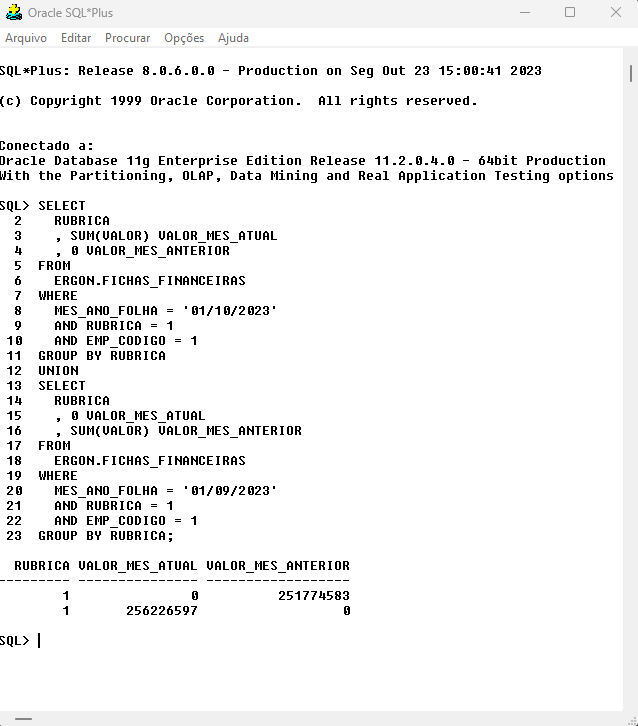 Oracle SQL*Plus
Arquivo Editar Procurar Opções Ajuda
SQL*Plus: Release 8.0.6.0.0 - Production on Seg Out 23 15:00:41 2023
(c) Copyright 1999 Oracle Corporation.  All rights reserved.
Conectado a:
Oracle Database 11g Enterprise Edition Release 11.2.0.4.0 - 64bit Production
With the Partitioning, OLAP, Data Mining and Real Application Testing options
SQL> SELECT
  2    RUBRICA
  3    , SUM(VALOR) VALOR_MES_ATUAL
  4    , 0 VALOR_MES_ANTERIOR
  5  FROM
  6    ERGON.FICHAS_FINANCEIRAS
  7  WHERE
  8    MES_ANO_FOLHA = '01/10/2023'
  9    AND RUBRICA = 1
 10    AND EMP_CODIGO = 1
 11  GROUP BY RUBRICA
 12  UNION
 13  SELECT
 14    RUBRICA
 15    , 0 VALOR_MES_ATUAL
 16    , SUM(VALOR) VALOR_MES_ANTERIOR
 17  FROM
 18    ERGON.FICHAS_FINANCEIRAS
 19  WHERE
 20    MES_ANO_FOLHA = '01/09/2023'
 21    AND RUBRICA = 1
 22    AND EMP_CODIGO = 1
 23  GROUP BY RUBRICA;
  RUBRICA VALOR_MES_ATUAL VALOR_MES_ANTERIOR
--------- --------------- ------------------
        1               0          251774583
        1       256226597                  0
SQL>